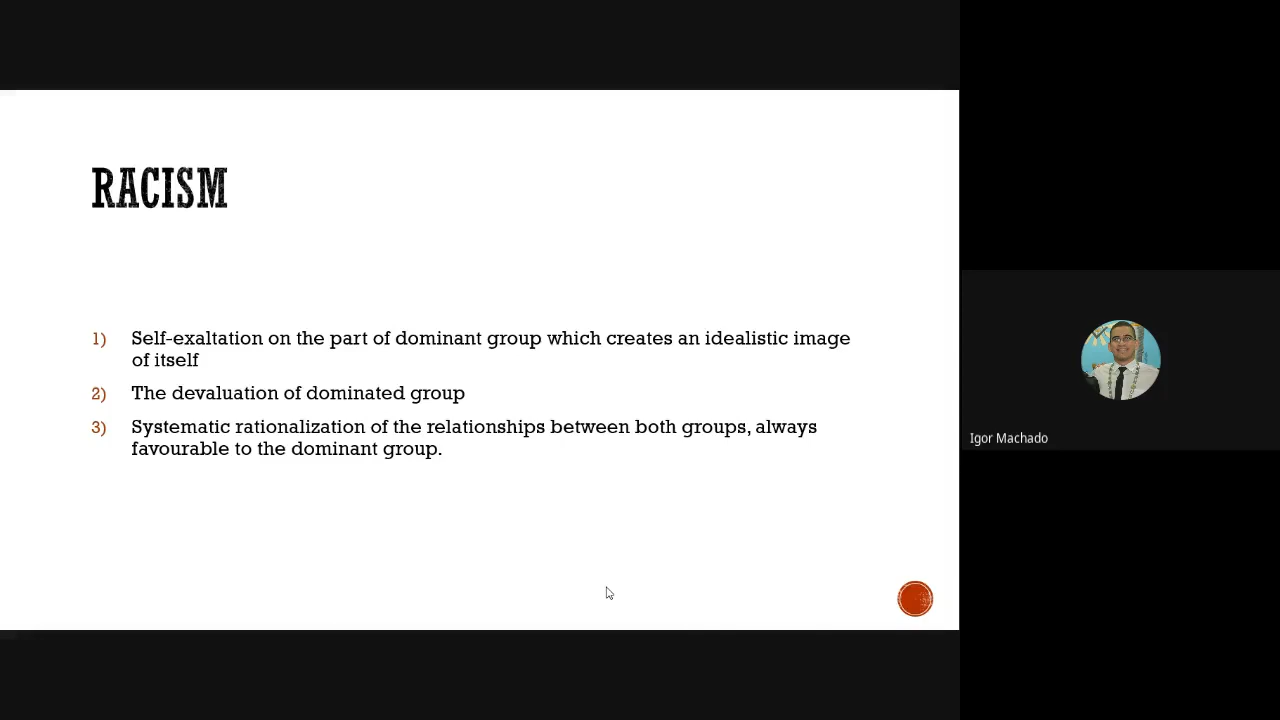 RACISM
1) Self-exaltation on the part of dominant group which creates an idealistic image
of itself
2) The devaluation of dominated group
3) Systematic rationalization of the relationships between both groups, always
favourable to the dominant group.
Igor Machado